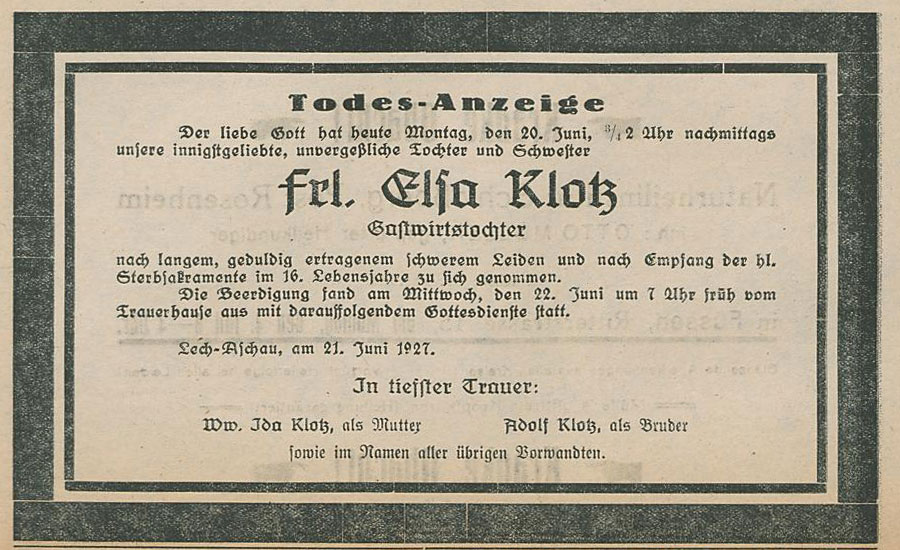 Todes-Anzeige
Der liebe Gott hat heute Montag, den 20. Juni, ¾2 Uhr nachmittags
unsere innigstgeliebte, unvergeßliche Tochter und Schwester
Frl. Elsa Klotz
Gastwirtstochter
nach langem, geduldig ertragenem schwerem Leiden und nach Empfang der hl.
Sterbsakramente im 16. Lebensjahre zu sich genommen.
Die Beerdigung fand am Mittwoch, den 22. Juni um 7 Uhr früh vom
Trauerhause aus mit darauffolgendem Gottesdienste statt.
Lech-Aschau, am 21. Juni 1927.
In tiefster Trauer:
Ww. Ida Klotz, als Mutter
Adolf Klotz, als Bruder
sowie im Namen aller übrigen Vorwandten.